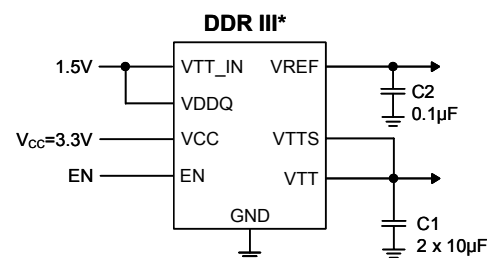 DDR III*
1.5V
VTT_IN
VREF
VDDQ
C2
0.1µF
V_CC=3.3V
VCC
VTTS
EN
EN
VTT
GND
C1
2 x 10µF